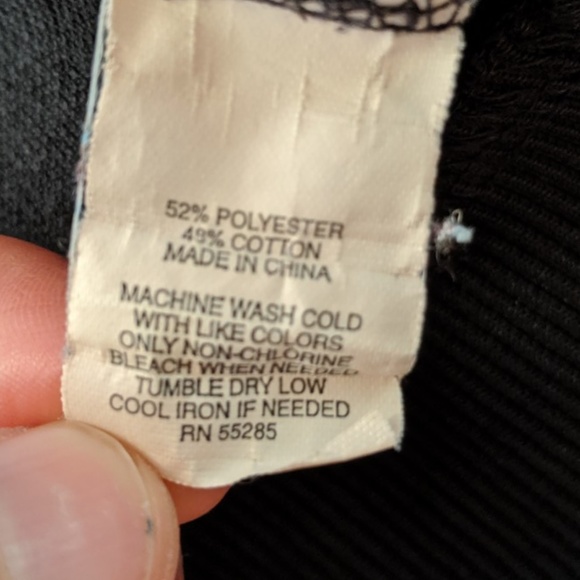 52% POLYESTER
48% COTTON
MADE IN CHINA
MACHINE WASH COLD
WITH LIKE COLORS
ONLY NON-CHLORINE
BLEACH WHEN NEEDED
TUMBLE DRY LOW
COOL IRON IF NEEDED
RN 55285